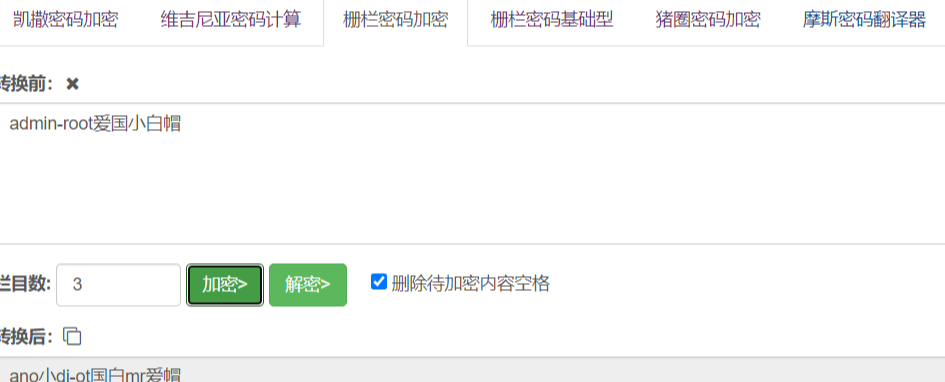 凯撒密码加密 维吉尼亚密码计算 栅栏密码加密 栅栏密码基础型 猪圈密码加密 摩斯密码翻译器
转换前：
admin-root爱国小白帽
栏目数: 3 加密> 解密> 删除待加密内容空格
转换后：
ano小di-ot国白mr爱帽